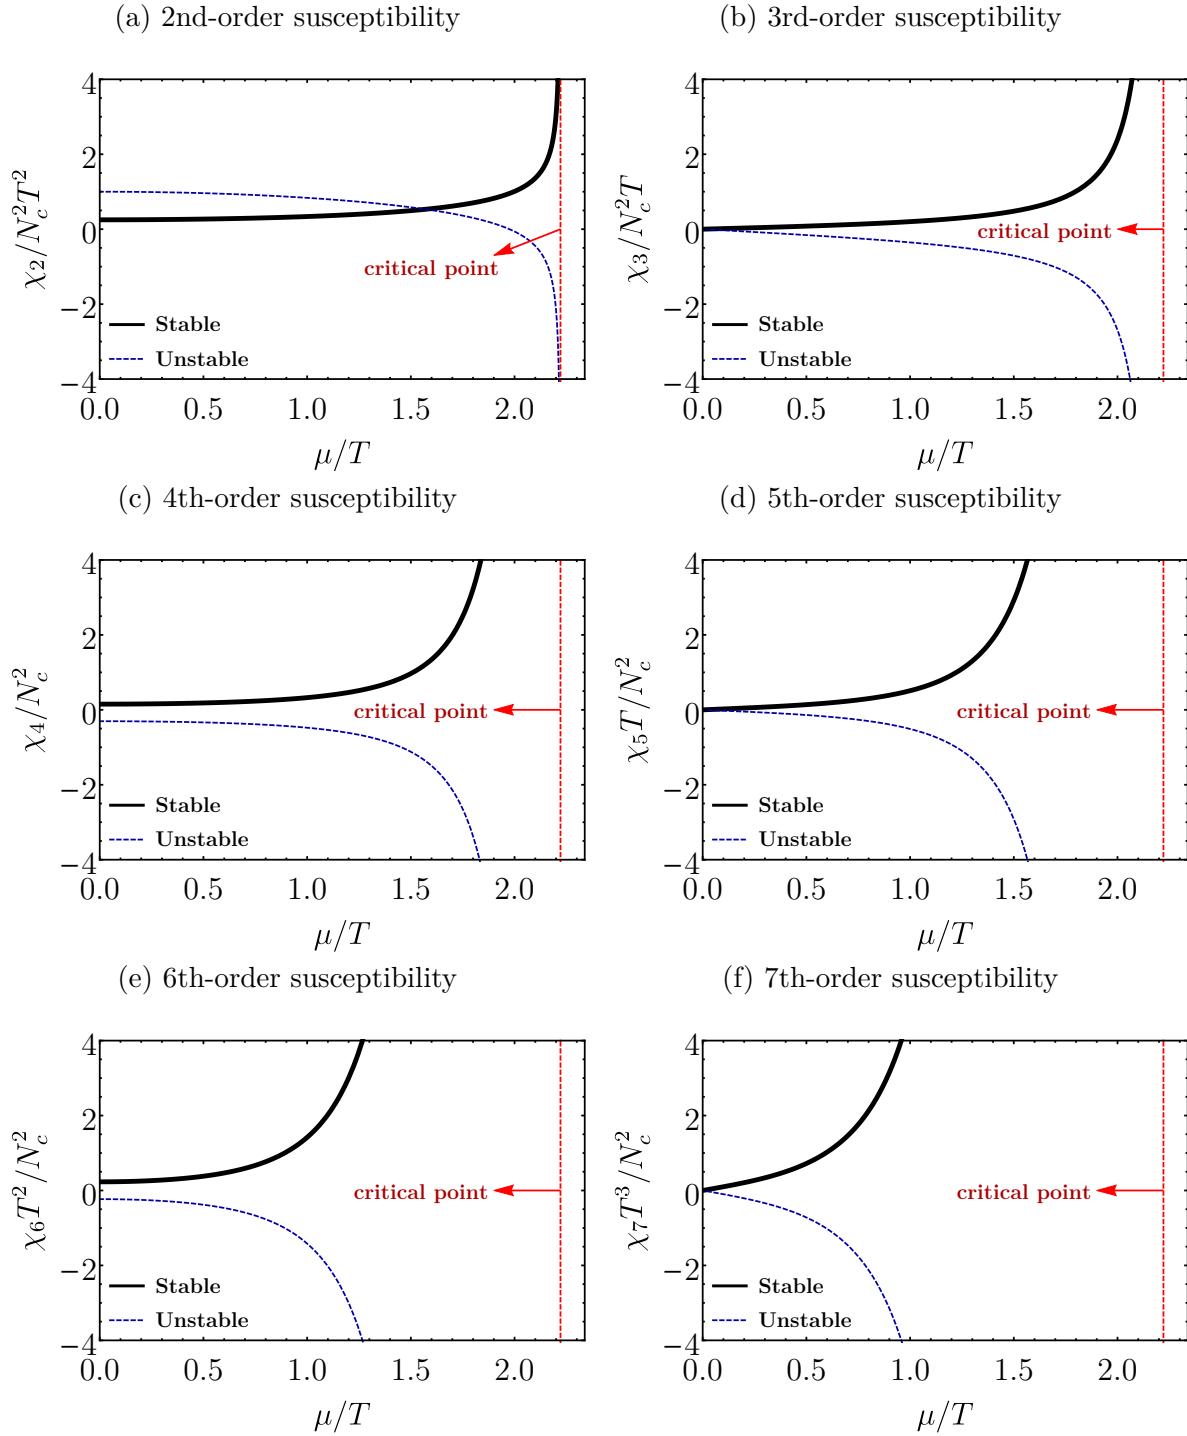 (a) 2nd-order susceptibility
χ₂/N_c²T²
4
2
0
−2
−4
critical point
Stable
Unstable
0.0 0.5 1.0 1.5 2.0
μ/T
(b) 3rd-order susceptibility
χ₃/N_c²T
4
2
0
−2
−4
critical point
Stable
Unstable
0.0 0.5 1.0 1.5 2.0
μ/T
(c) 4th-order susceptibility
χ₄/N_c²
4
2
0
−2
−4
critical point
Stable
Unstable
0.0 0.5 1.0 1.5 2.0
μ/T
(d) 5th-order susceptibility
χ₅T/N_c²
4
2
0
−2
−4
critical point
Stable
Unstable
0.0 0.5 1.0 1.5 2.0
μ/T
(e) 6th-order susceptibility
χ₆T²/N_c²
4
2
0
−2
−4
critical point
Stable
Unstable
0.0 0.5 1.0 1.5 2.0
μ/T
(f) 7th-order susceptibility
χ₇T³/N_c²
4
2
0
−2
−4
critical point
Stable
Unstable
0.0 0.5 1.0 1.5 2.0
μ/T